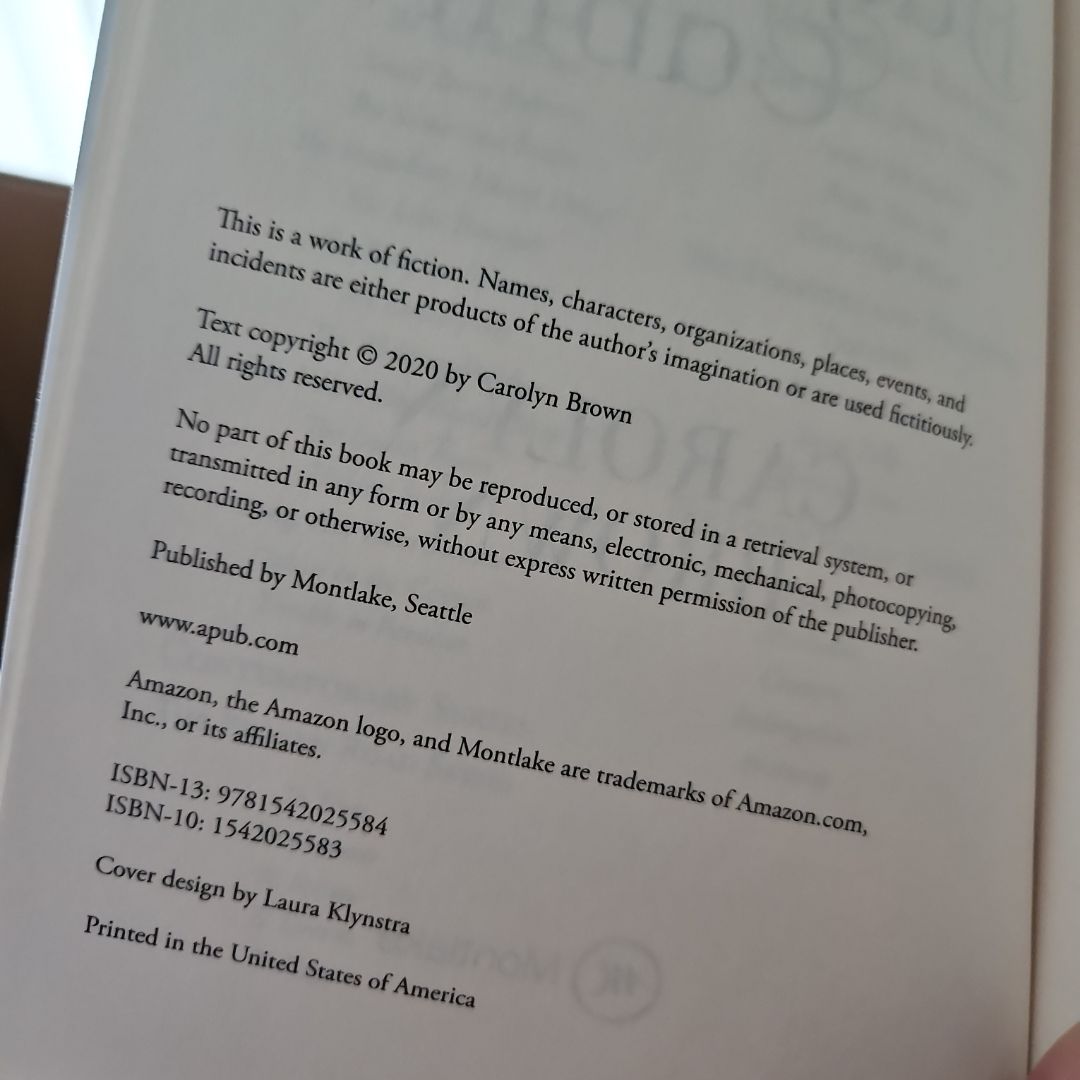 This is a work of fiction. Names, characters, organizations, places, events, and
incidents are either products of the author's imagination or are used fictitiously.
Text copyright © 2020 by Carolyn Brown
All rights reserved.
No part of this book may be reproduced, or stored in a retrieval system, or
transmitted in any form or by any means, electronic, mechanical, photocopying,
recording, or otherwise, without express written permission of the publisher.
Published by Montlake, Seattle
www.apub.com
Amazon, the Amazon logo, and Montlake are trademarks of Amazon.com,
Inc., or its affiliates.
ISBN-13: 9781542025584
ISBN-10: 1542025583
Cover design by Laura Klynstra
Printed in the United States of America